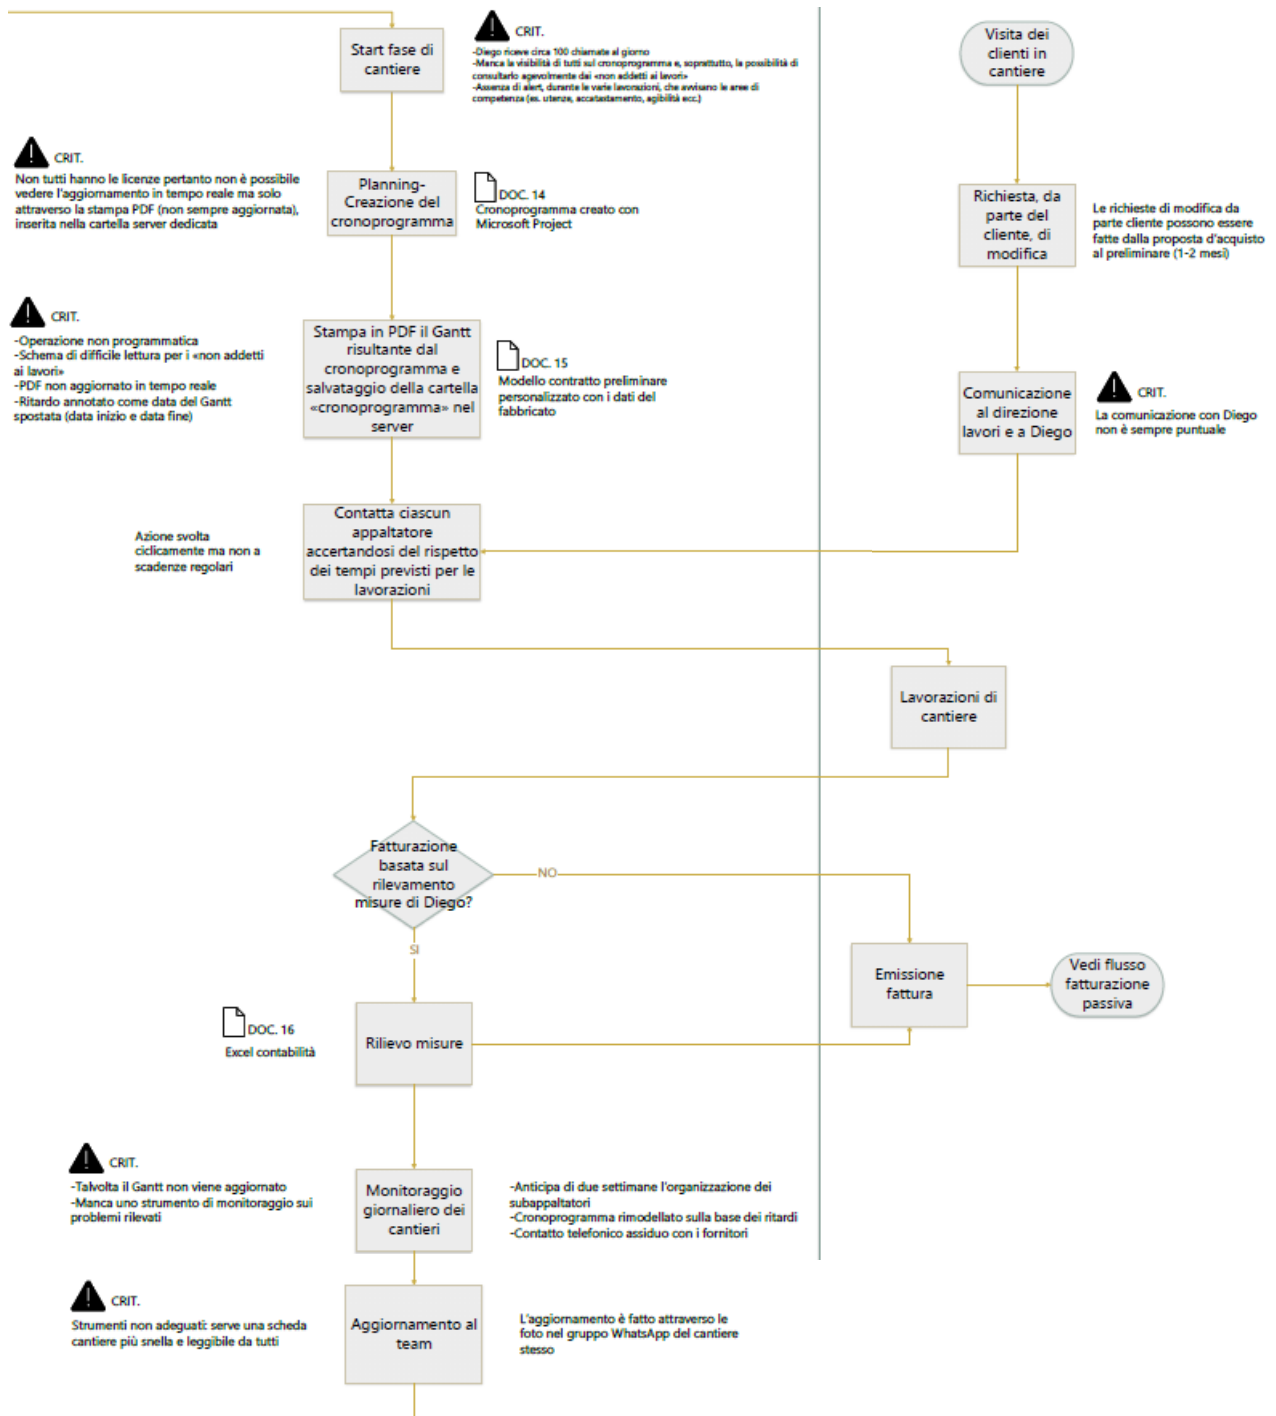 Start fase di
cantiere
CRIT.
-Diego riceve circa 100 chiamate al giorno
-Manca la visibilità di tutti sul cronoprogramma e, soprattutto, la possibilità di
consultarlo agevolmente dai «non addetti ai lavori»
-Assenza di alert, durante le varie lavorazioni, che avvisano le aree di
competenza (es. utenze, accatastamento, agibilità ecc.)
Visita dei
clienti in
cantiere
CRIT.
Non tutti hanno le licenze pertanto non è possibile
vedere l'aggiornamento in tempo reale ma solo
attraverso la stampa PDF (non sempre aggiornata),
inserita nella cartella server dedicata
Planning-
Creazione del
cronoprogramma
DOC. 14
Cronoprogramma creato con
Microsoft Project
Richiesta, da
parte del
cliente, di
modifica
Le richieste di modifica da
parte cliente possono essere
fatte dalla proposta d'acquisto
al preliminare (1-2 mesi)
CRIT.
-Operazione non programmatica
-Schema di difficile lettura per i «non addetti
ai lavori»
-PDF non aggiornato in tempo reale
-Ritardo annotato come data del Gantt
spostata (data inizio e data fine)
Stampa in PDF il Gantt
risultante dal
cronoprogramma e
salvataggio della cartella
«cronoprogramma» nel
server
DOC. 15
Modello contratto preliminare
personalizzato con i dati del
fabbricato
Comunicazione
al direzione
lavori e a Diego
CRIT.
La comunicazione con Diego
non è sempre puntuale
Azione svolta
ciclicamente ma non a
scadenze regolari
Contatta ciascun
appaltatore
accertandosi del rispetto
dei tempi previsti per le
lavorazioni
Lavorazioni di
cantiere
Fatturazione
basata sul
rilevamento
misure di Diego?
NO
SI
Emissione
fattura
Vedi flusso
fatturazione
passiva
DOC. 16
Excel contabilità
Rilievo misure
CRIT.
-Talvolta il Gantt non viene aggiornato
-Manca uno strumento di monitoraggio sui
problemi rilevati
Monitoraggio
giornaliero dei
cantieri
-Anticipa di due settimane l'organizzazione dei
subappaltatori
-Cronoprogramma rimodellato sulla base dei ritardi
-Contatto telefonico assiduo con i fornitori
CRIT.
Strumenti non adeguati: serve una scheda
cantiere più snella e leggibile da tutti
Aggiornamento al
team
L'aggiornamento è fatto attraverso le
foto nel gruppo WhatsApp del cantiere
stesso